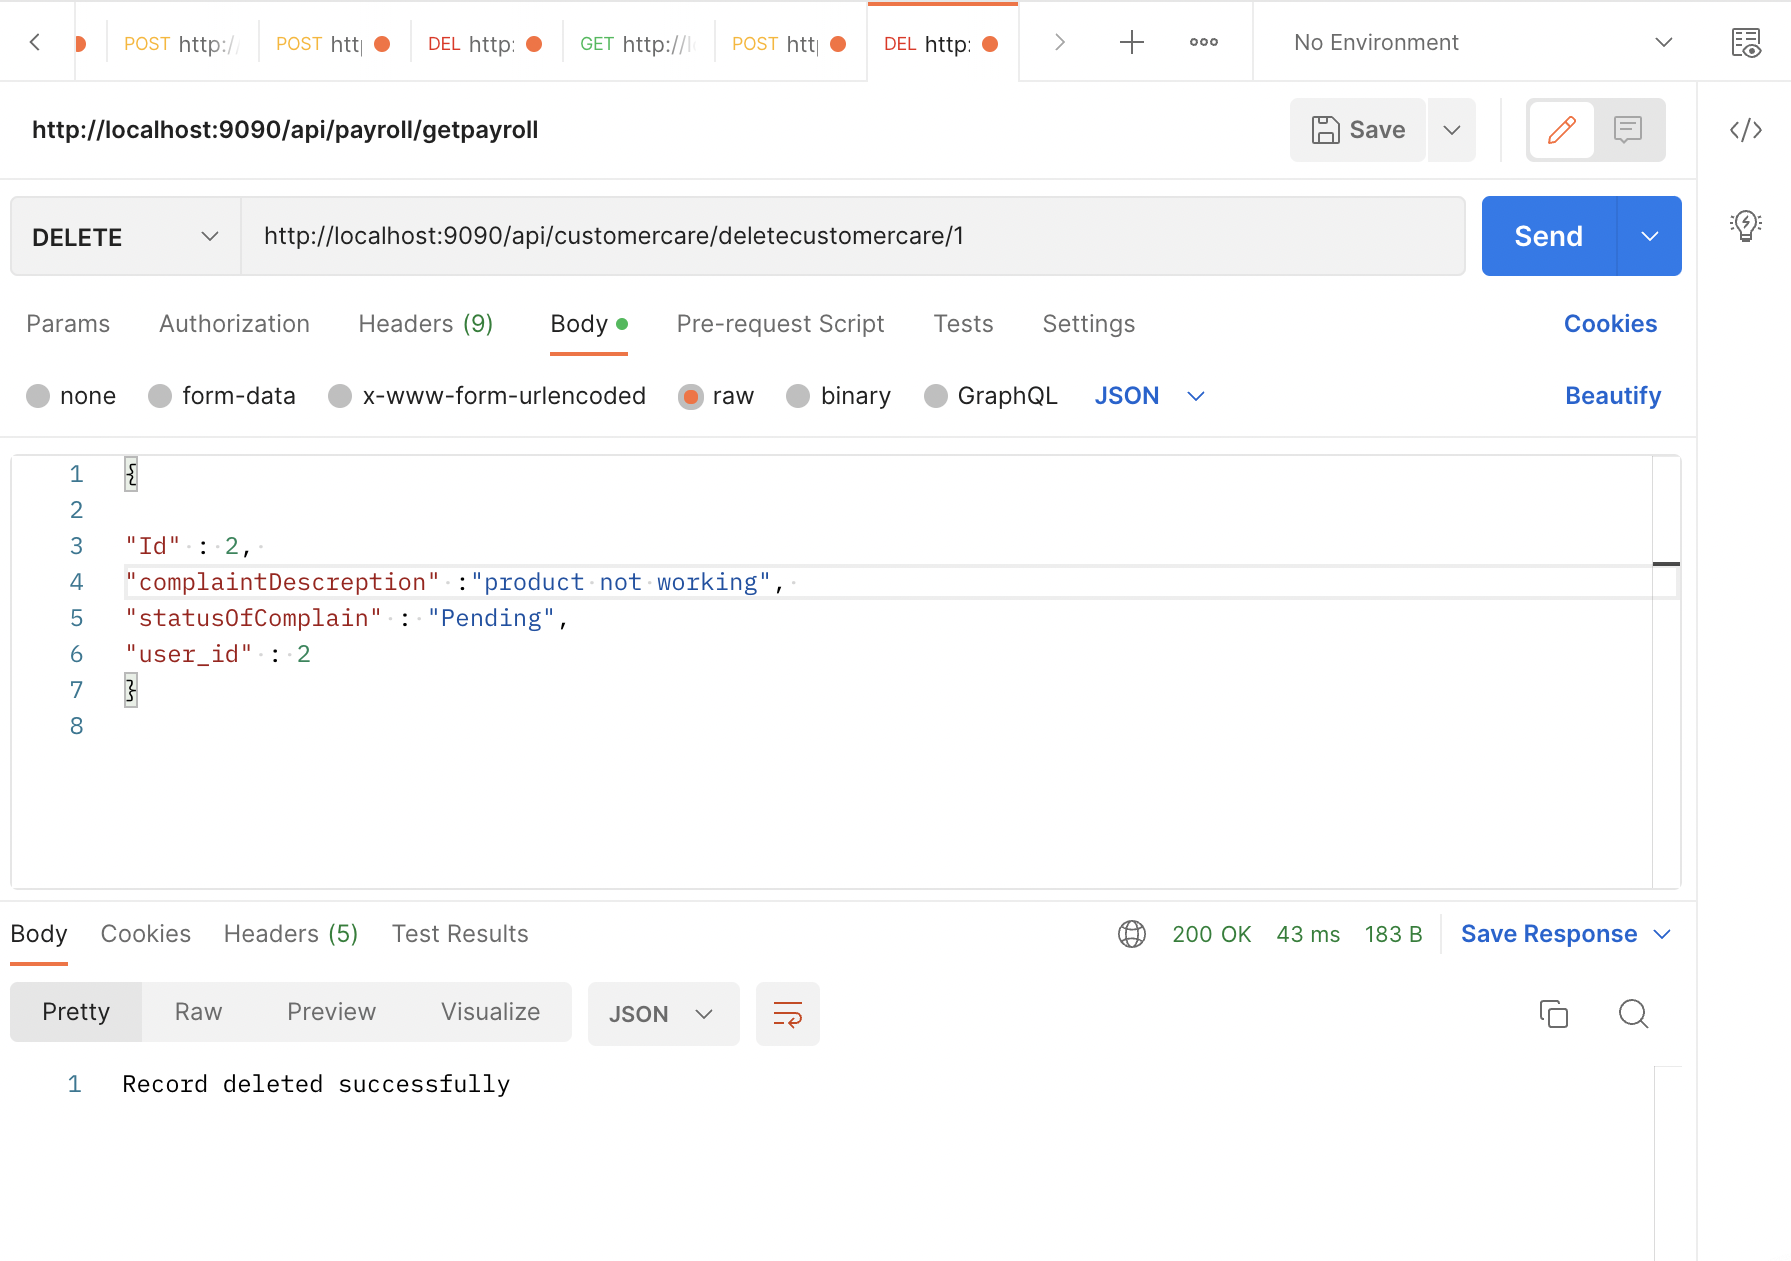 POST http:/ POST htt DEL http: GET http://l POST htt DEL http: No Environment
http://localhost:9090/api/payroll/getpayroll Save
DELETE http://localhost:9090/api/customercare/deletecustomercare/1 Send
Params Authorization Headers (9) Body Pre-request Script Tests Settings Cookies
none form-data x-www-form-urlencoded raw binary GraphQL JSON Beautify
1 {
2
3 "Id" : 2,
4 "complaintDescreption" :"product not working",
5 "statusOfComplain" : "Pending",
6 "user_id" : 2
7 }
8
Body Cookies Headers (5) Test Results 200 OK 43 ms 183 B Save Response
Pretty Raw Preview Visualize JSON
1 Record deleted successfully